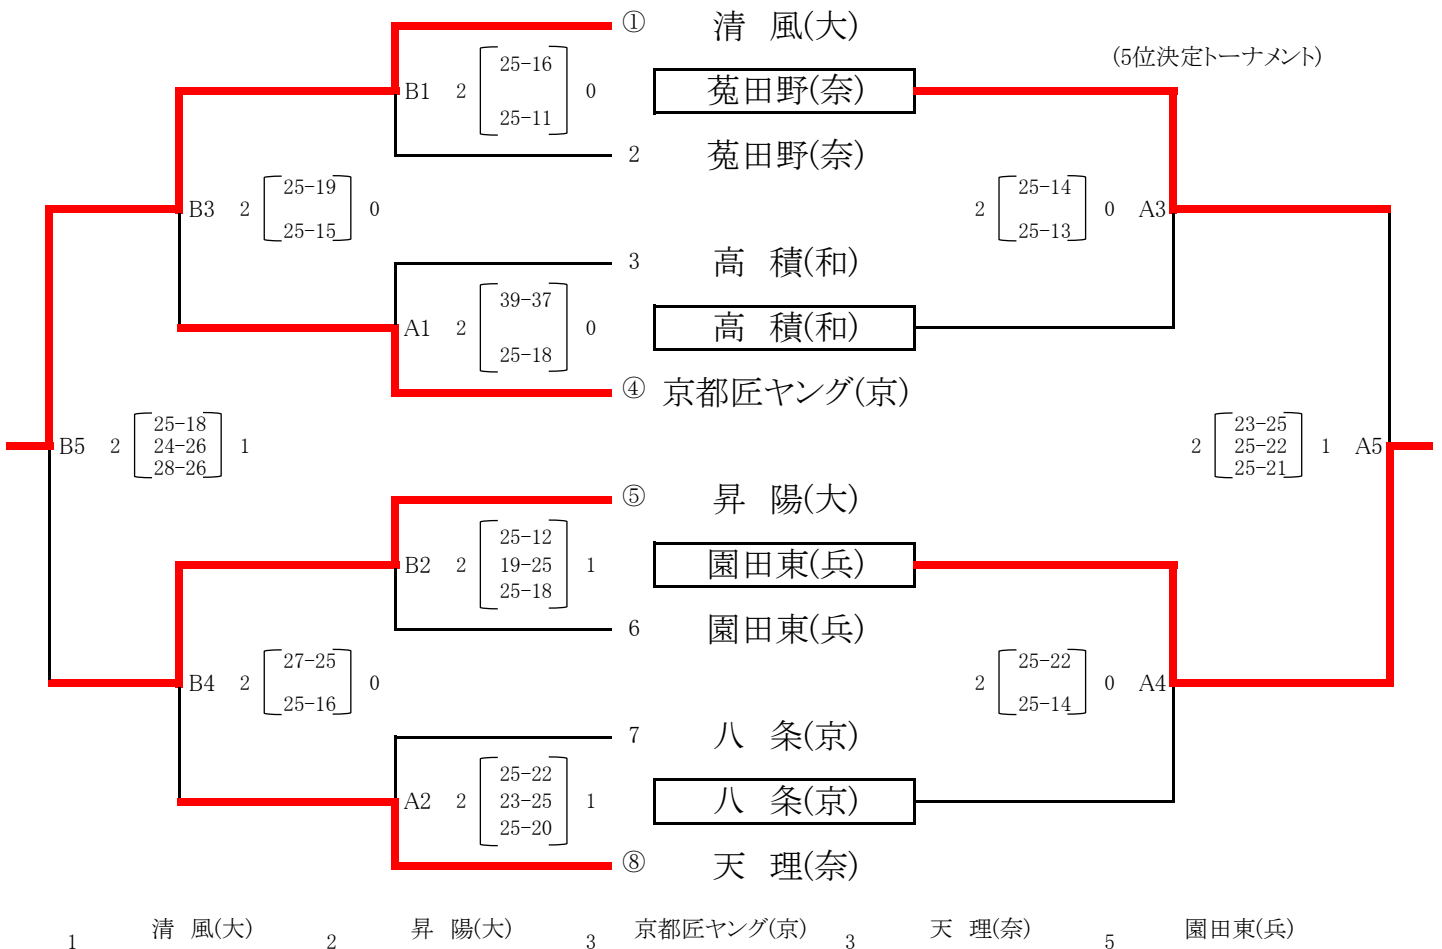 ① 清 風(大)
(5位決定トーナメント)
25-16
B1 2 0 菟田野(奈)
25-11
2 菟田野(奈)
25-19 25-14
B3 2 0 2 0 A3
25-15 25-13
3 高 積(和)
39-37
A1 2 0 高 積(和)
25-18
④ 京都匠ヤング(京)
25-18 23-25
B5 2 24-26 1 2 25-22 1 A5
28-26 25-21
⑤ 昇 陽(大)
25-12
B2 2 19-25 1 園田東(兵)
25-18
6 園田東(兵)
27-25 25-22
B4 2 0 2 0 A4
25-16 25-14
7 八 条(京)
25-22
A2 2 23-25 1 八 条(京)
25-20
⑧ 天 理(奈)
1 清 風(大) 2 昇 陽(大) 3 京都匠ヤング(京) 3 天 理(奈) 5 園田東(兵)